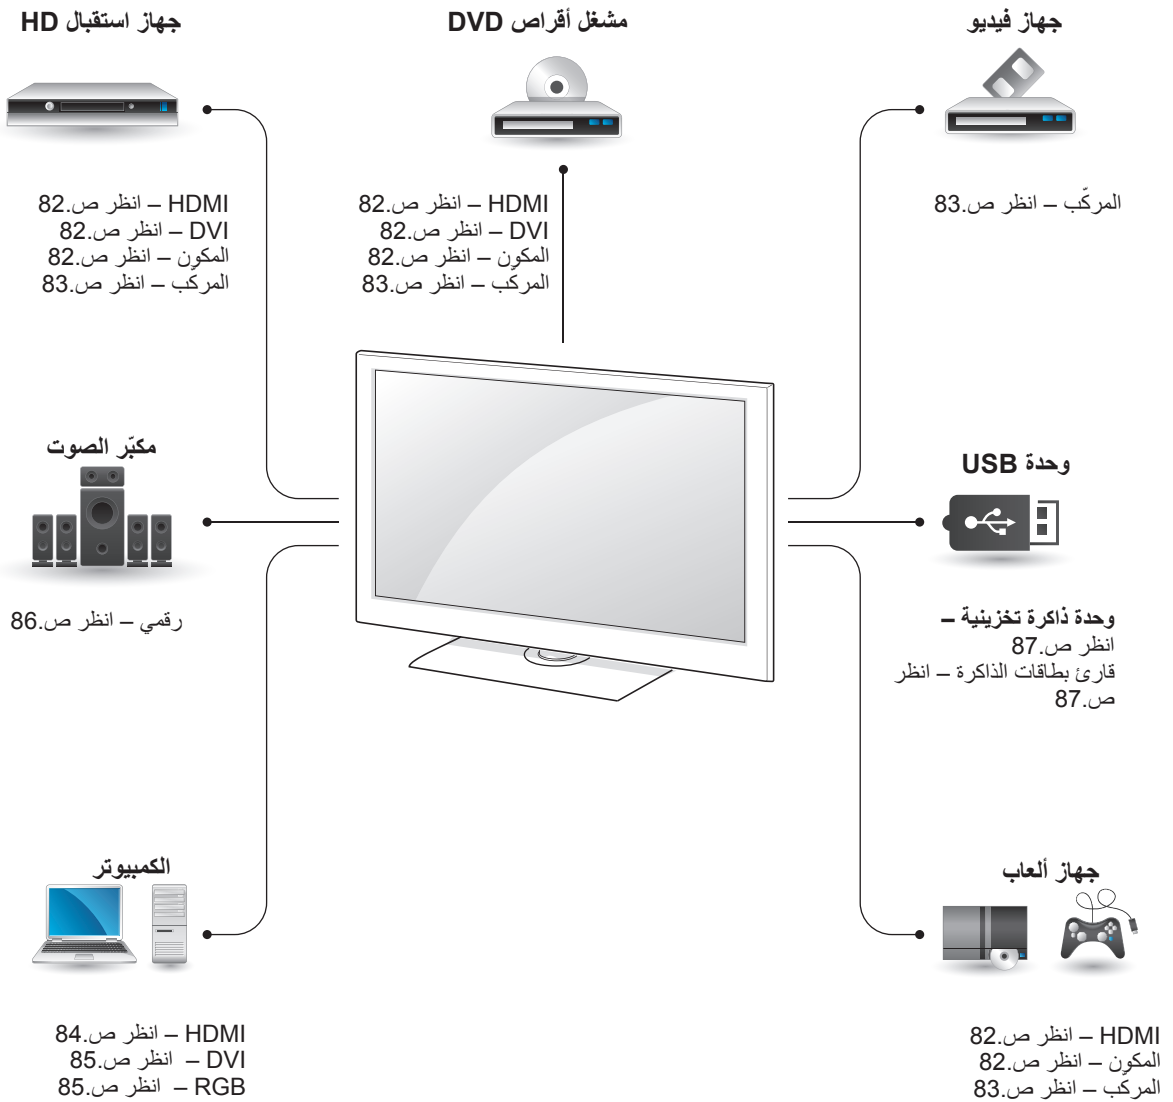 جهاز فيديو
المركّب – انظر ص.83
مشغل أقراص DVD
HDMI – انظر ص.82
DVI – انظر ص.82
المكون – انظر ص.82
المركّب – انظر ص.83
جهاز استقبال HD
HDMI – انظر ص.82
DVI – انظر ص.82
المكون – انظر ص.82
المركّب – انظر ص.83
وحدة USB
وحدة ذاكرة تخزينية –
انظر ص.87
قارئ بطاقات الذاكرة – انظر
ص.87
مكبّر الصوت
رقمي – انظر ص.86
جهاز ألعاب
HDMI – انظر ص.82
المكون – انظر ص.82
المركّب – انظر ص.83
الكمبيوتر
HDMI – انظر ص.84
DVI – انظر ص.85
RGB – انظر ص.85